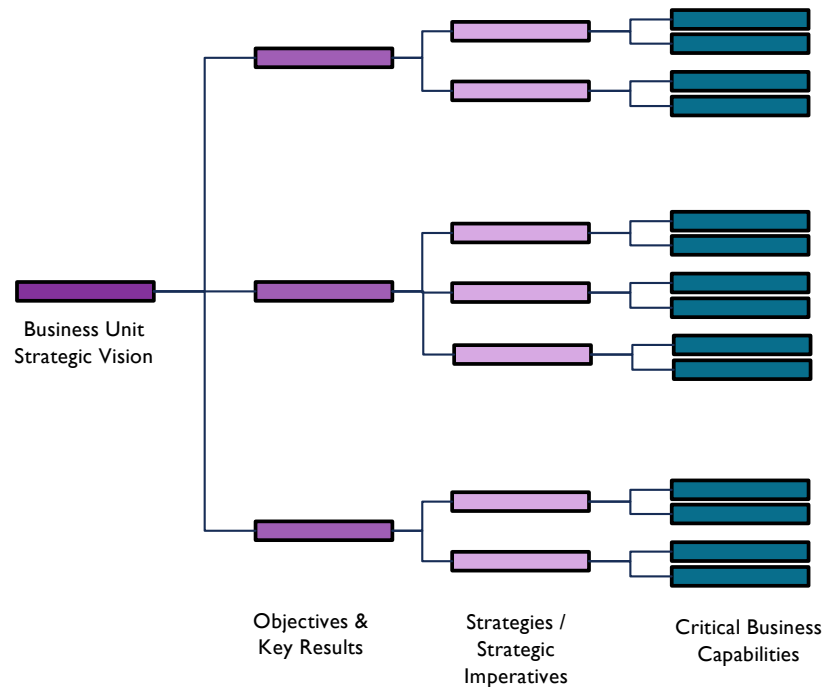 Business Unit
Strategic Vision
Objectives &
Key Results
Strategies /
Strategic
Imperatives
Critical Business
Capabilities